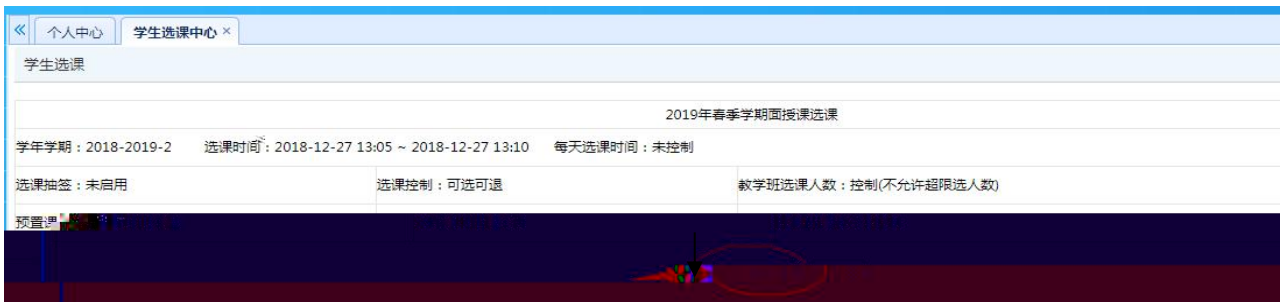 个人中心 学生选课中心 ×
学生选课
2019年春季学期面授课选课
学年学期：2018-2019-2 选课时间：2018-12-27 13:05 ~ 2018-12-27 13:10 每天选课时间：未控制
选课抽签：未启用 选课控制：可选可退 教学班选课人数：控制(不允许超限选人数)
预置课